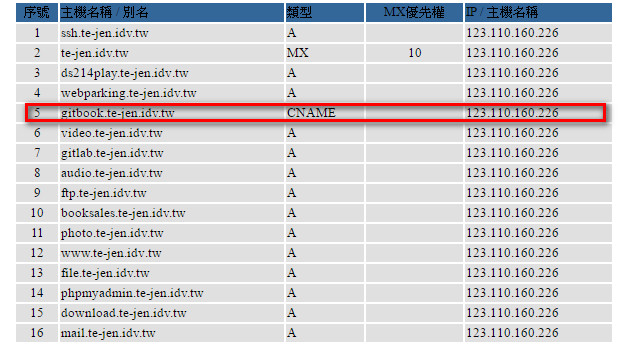 序號 主機名稱 / 別名 類型 MX優先權 IP / 主機名稱
1 ssh.te-jen.idv.tw A 123.110.160.226
2 te-jen.idv.tw MX 10 123.110.160.226
3 ds214play.te-jen.idv.tw A 123.110.160.226
4 webparking.te-jen.idv.tw A 123.110.160.226
5 gitbook.te-jen.idv.tw CNAME 123.110.160.226
6 video.te-jen.idv.tw A 123.110.160.226
7 gitlab.te-jen.idv.tw A 123.110.160.226
8 audio.te-jen.idv.tw A 123.110.160.226
9 ftp.te-jen.idv.tw A 123.110.160.226
10 booksales.te-jen.idv.tw A 123.110.160.226
11 photo.te-jen.idv.tw A 123.110.160.226
12 www.te-jen.idv.tw A 123.110.160.226
13 file.te-jen.idv.tw A 123.110.160.226
14 phpmyadmin.te-jen.idv.tw A 123.110.160.226
15 download.te-jen.idv.tw A 123.110.160.226
16 mail.te-jen.idv.tw A 123.110.160.226